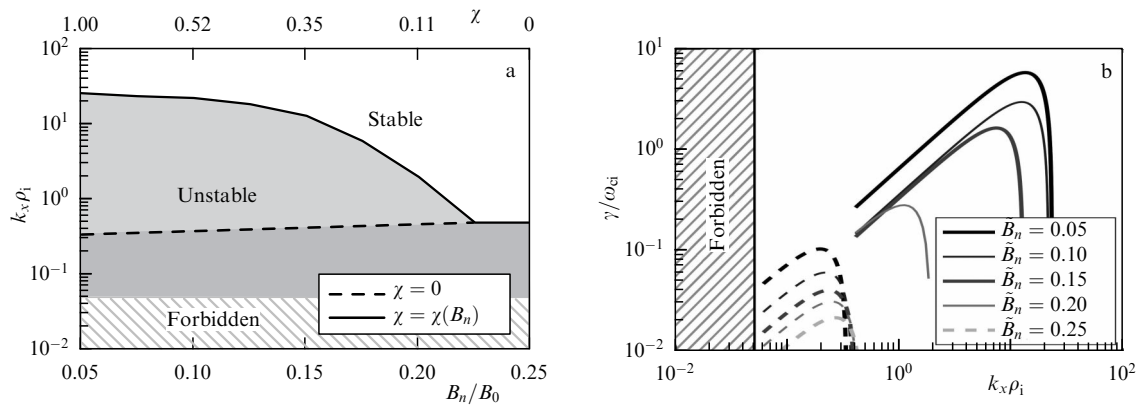 1.00 0.52 0.35 0.11 χ 0
10² a
10¹
10⁰
10⁻¹
10⁻²
k_xρ_i
Stable
Unstable
Forbidden
χ = 0
χ = χ(B_n)
0.05 0.10 0.15 0.20 0.25
B_n/B_0
10¹ b
10⁰
10⁻¹
10⁻²
γ/ω_ci
Forbidden
B̃_n = 0.05
B̃_n = 0.10
B̃_n = 0.15
B̃_n = 0.20
B̃_n = 0.25
10⁻² 10⁻¹ 10⁰ 10¹ 10²
k_xρ_i